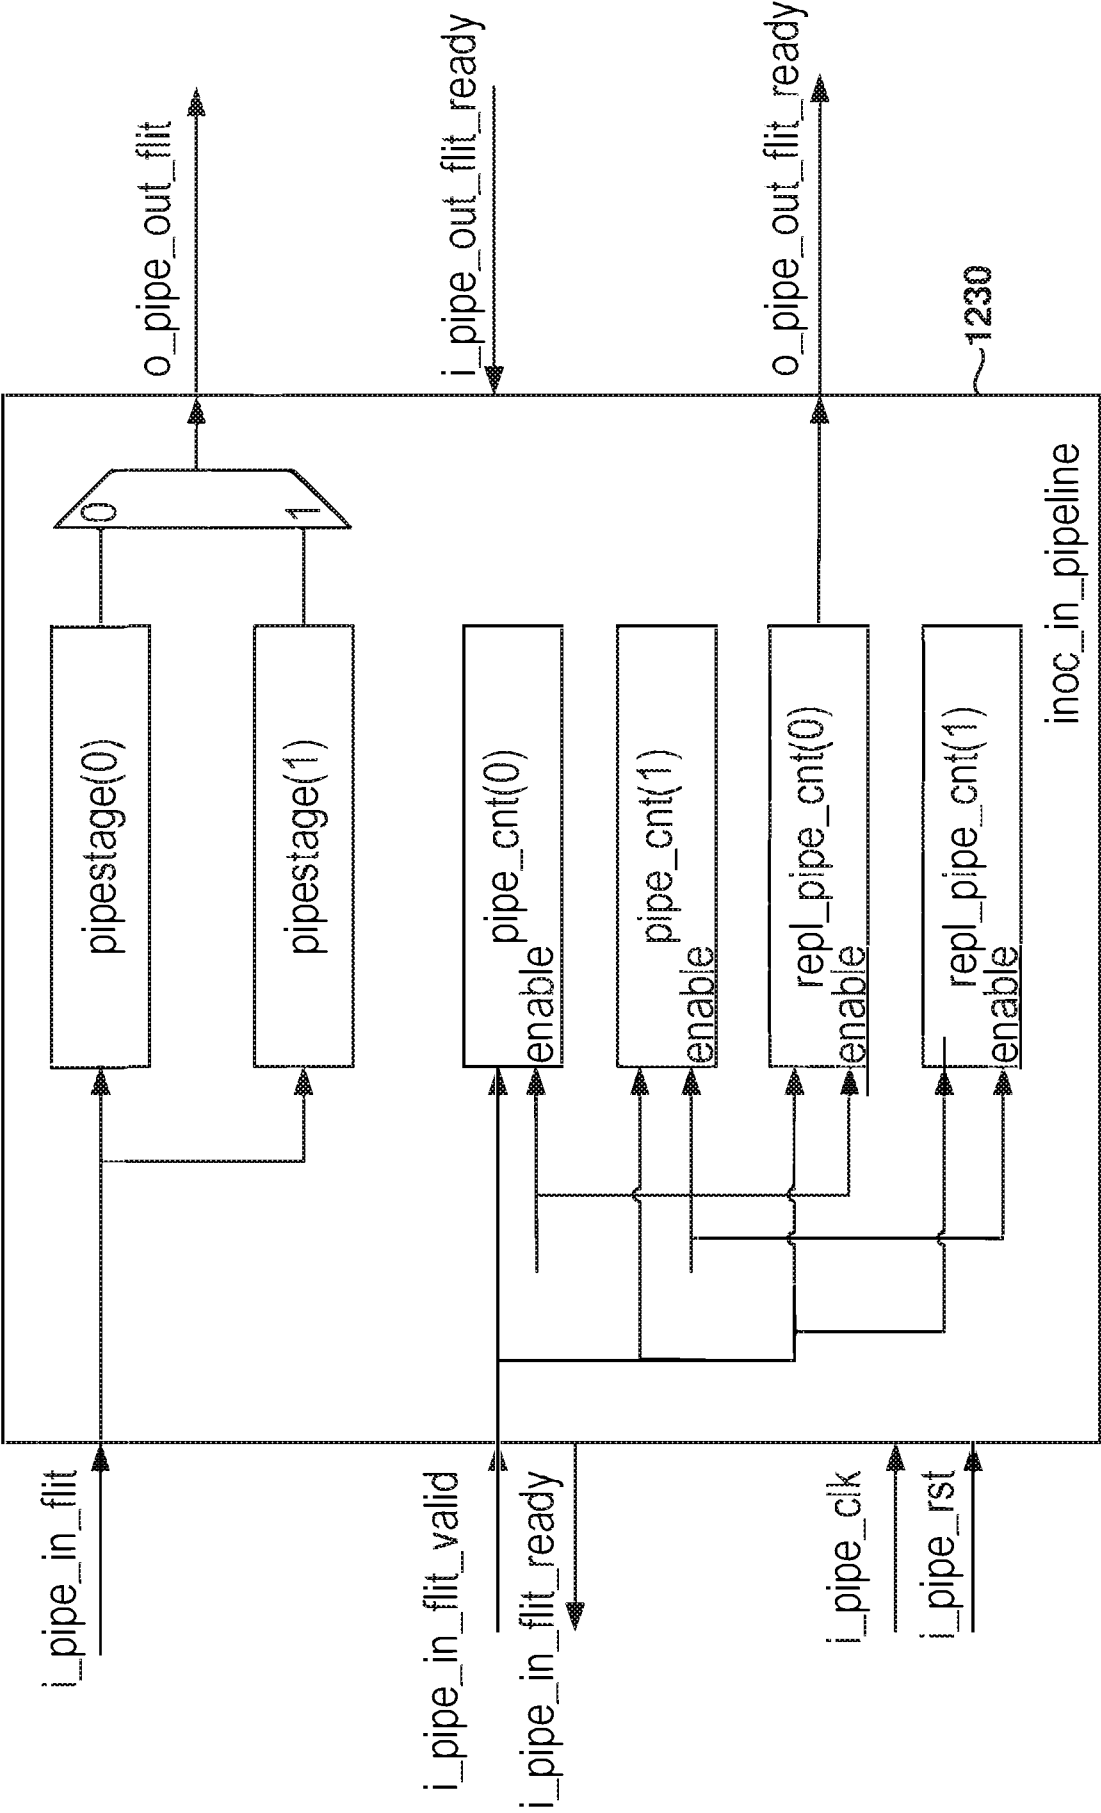 i_pipe_in_flit
pipestage(0)
0
o_pipe_out_flit
pipestage(1)
1
i_pipe_in_flit_valid
pipe_cnt(0)
enable
i_pipe_out_flit_ready
i_pipe_in_flit_ready
pipe_cnt(1)
enable
repl_pipe_cnt(0)
enable
o_pipe_out_flit_ready
i_pipe_clk
repl_pipe_cnt(1)
enable
i_pipe_rst
1230
inoc_in_pipeline